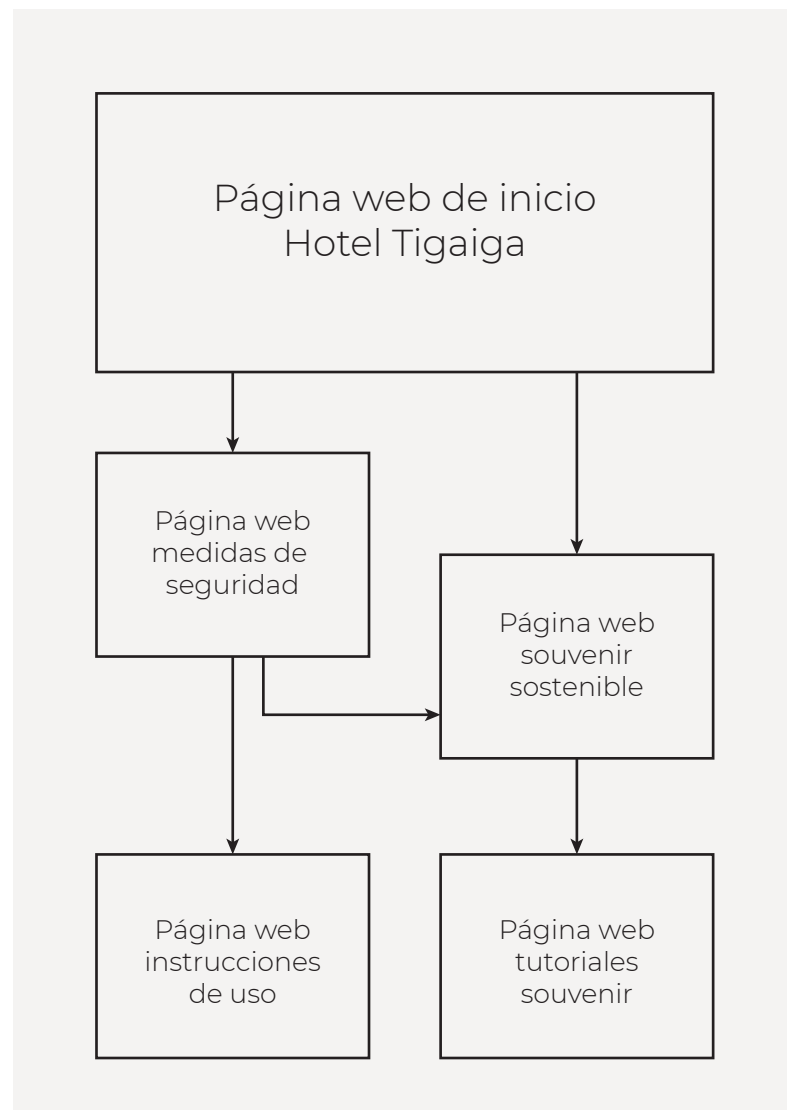 Página web de inicio
Hotel Tigaiga
Página web
medidas de
seguridad
Página web
souvenir
sostenible
Página web
instrucciones
de uso
Página web
tutoriales
souvenir